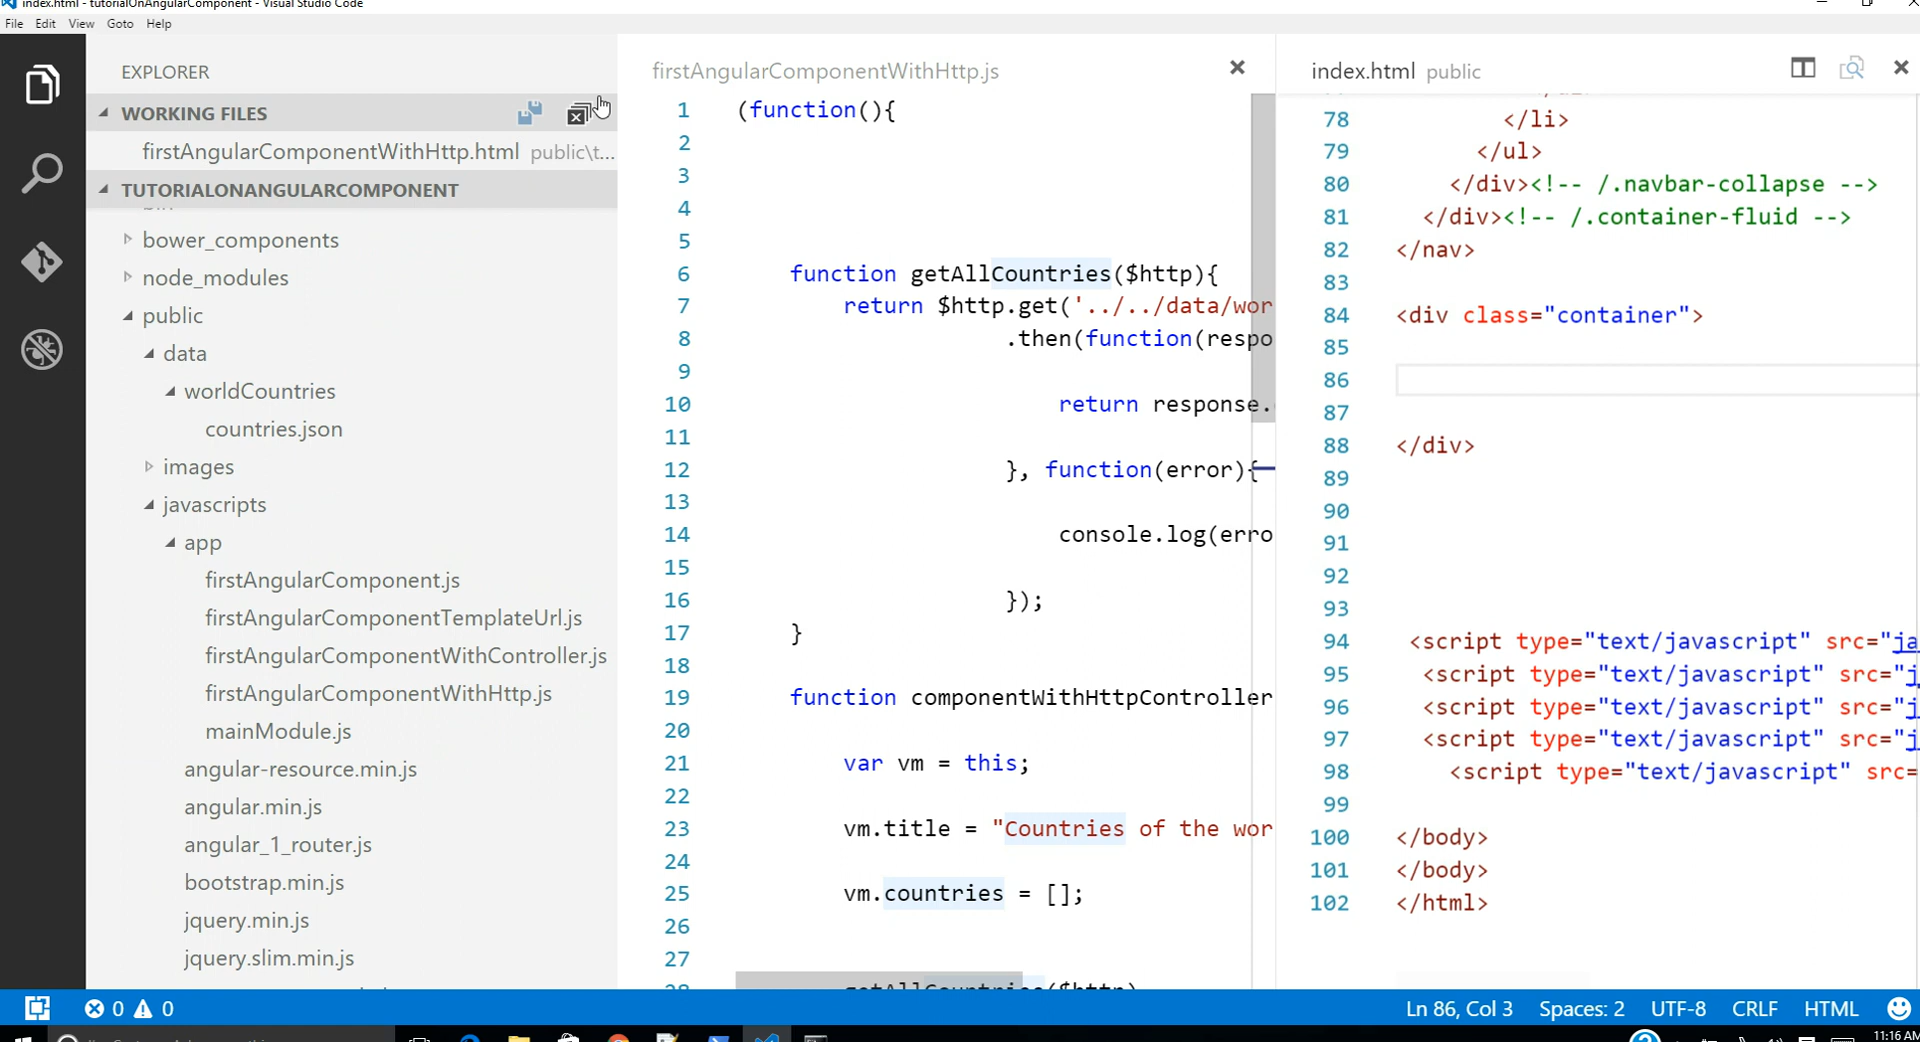 index.html - tutorialOnAngularComponent - Visual Studio Code
File Edit View Goto Help
EXPLORER
WORKING FILES
firstAngularComponentWithHttp.html public\t...
TUTORIALONANGULARCOMPONENT
bower_components
node_modules
public
data
worldCountries
countries.json
images
javascripts
app
firstAngularComponent.js
firstAngularComponentTemplateUrl.js
firstAngularComponentWithController.js
firstAngularComponentWithHttp.js
mainModule.js
angular-resource.min.js
angular.min.js
angular_1_router.js
bootstrap.min.js
jquery.min.js
jquery.slim.min.js
firstAngularComponentWithHttp.js
1 (function(){
2
3
4
5
6 function getAllCountries($http){
7 return $http.get('../../data/wor
8 .then(function(respo
9
10 return response.
11
12 }, function(error){
13
14 console.log(erro
15
16 });
17 }
18
19 function componentWithHttpController
20
21 var vm = this;
22
23 vm.title = "Countries of the wor
24
25 vm.countries = [];
26
27
28 getAllCountries($http)
index.html public
78 </li>
79 </ul>
80 </div><!-- /.navbar-collapse -->
81 </div><!-- /.container-fluid -->
82 </nav>
83
84 <div class="container">
85
86
87
88 </div>
89
90
91
92
93
94 <script type="text/javascript" src="ja
95 <script type="text/javascript" src="j
96 <script type="text/javascript" src="j
97 <script type="text/javascript" src="j
98 <script type="text/javascript" src=
99
100 </body>
101 </body>
102 </html>
0 0
Ln 86, Col 3 Spaces: 2 UTF-8 CRLF HTML
11:16 AM